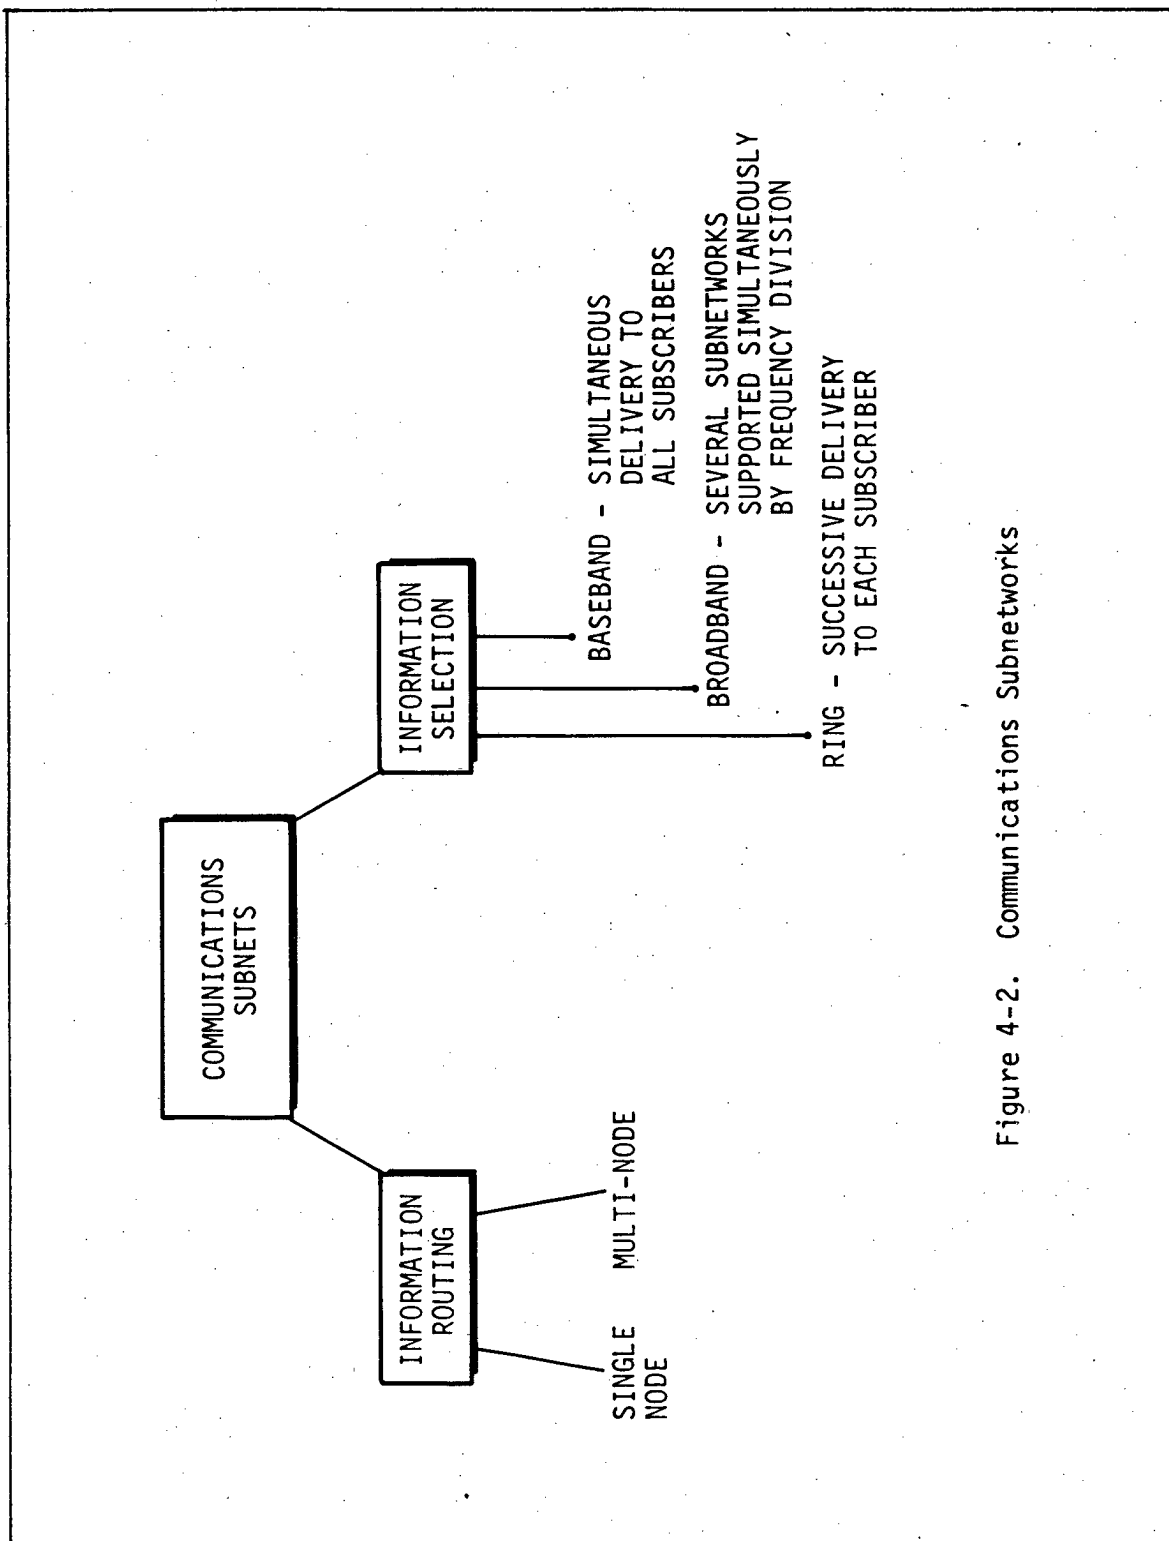 COMMUNICATIONS
SUBNETS
INFORMATION
ROUTING
SINGLE
NODE
MULTI-NODE
INFORMATION
SELECTION
BASEBAND - SIMULTANEOUS
DELIVERY TO
ALL SUBSCRIBERS
BROADBAND - SEVERAL SUBNETWORKS
SUPPORTED SIMULTANEOUSLY
BY FREQUENCY DIVISION
RING - SUCCESSIVE DELIVERY
TO EACH SUBSCRIBER
Figure 4-2. Communications Subnetworks